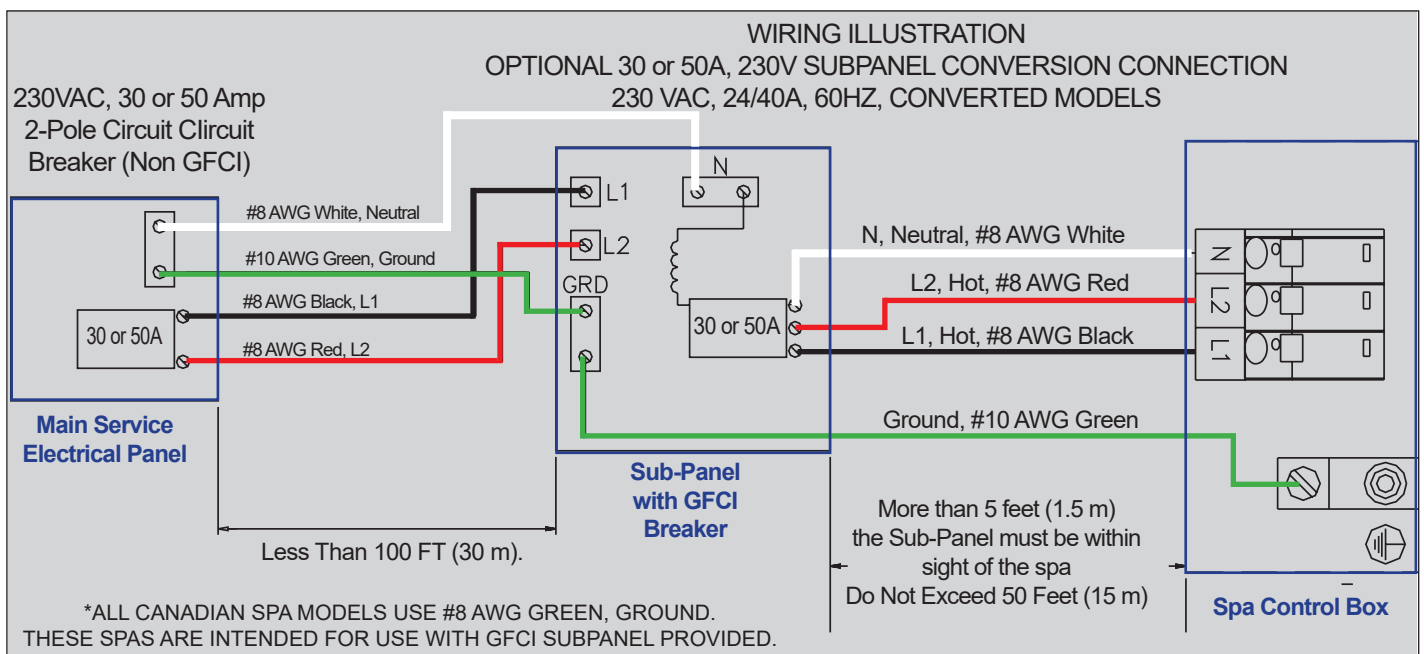 WIRING ILLUSTRATION
OPTIONAL 30 or 50A, 230V SUBPANEL CONVERSION CONNECTION
230 VAC, 24/40A, 60HZ, CONVERTED MODELS
230VAC, 30 or 50 Amp
2-Pole Circuit Clircuit
Breaker (Non GFCI)
#8 AWG White, Neutral
#10 AWG Green, Ground
#8 AWG Black, L1
#8 AWG Red, L2
30 or 50A
Main Service
Electrical Panel
L1
L2
GRD
N
30 or 50A
Sub-Panel
with GFCI
Breaker
N, Neutral, #8 AWG White
L2, Hot, #8 AWG Red
L1, Hot, #8 AWG Black
Ground, #10 AWG Green
N
L2
L1
Spa Control Box
Less Than 100 FT (30 m).
More than 5 feet (1.5 m)
the Sub-Panel must be within
sight of the spa
Do Not Exceed 50 Feet (15 m)
*ALL CANADIAN SPA MODELS USE #8 AWG GREEN, GROUND.
THESE SPAS ARE INTENDED FOR USE WITH GFCI SUBPANEL PROVIDED.